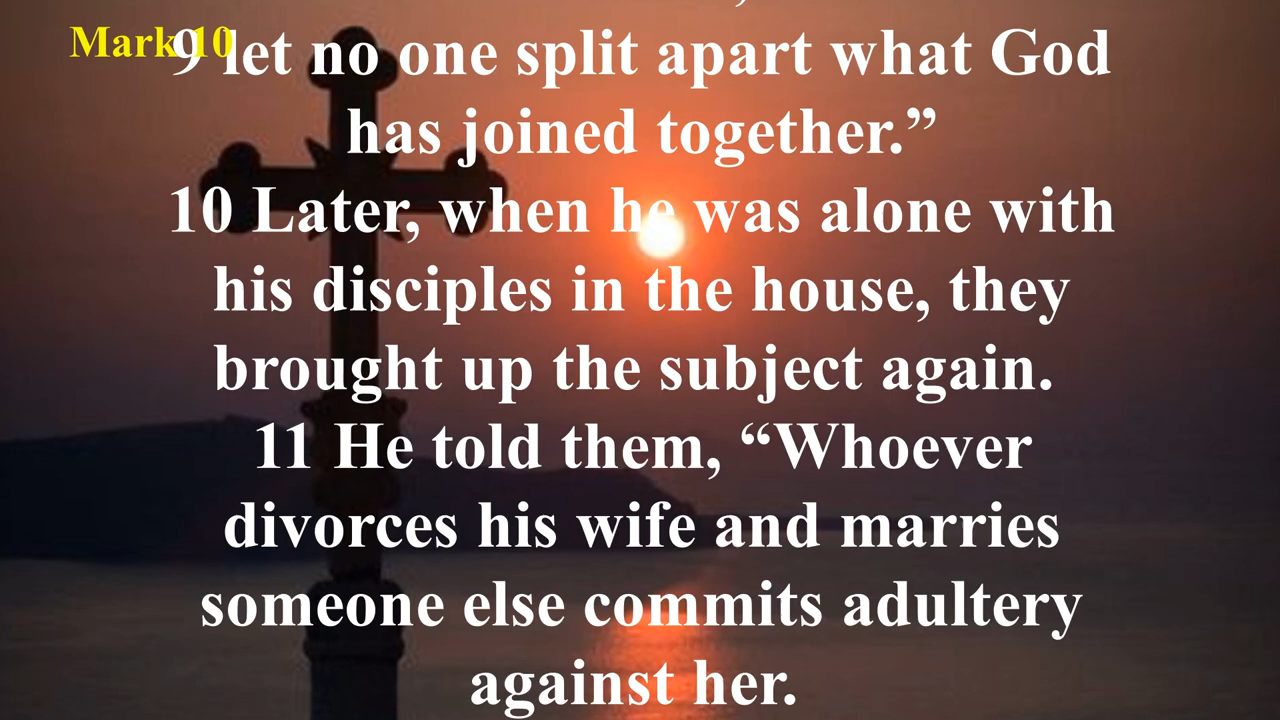 Mark 10
9 let no one split apart what God
has joined together.”
10 Later, when he was alone with
his disciples in the house, they
brought up the subject again.
11 He told them, “Whoever
divorces his wife and marries
someone else commits adultery
against her.